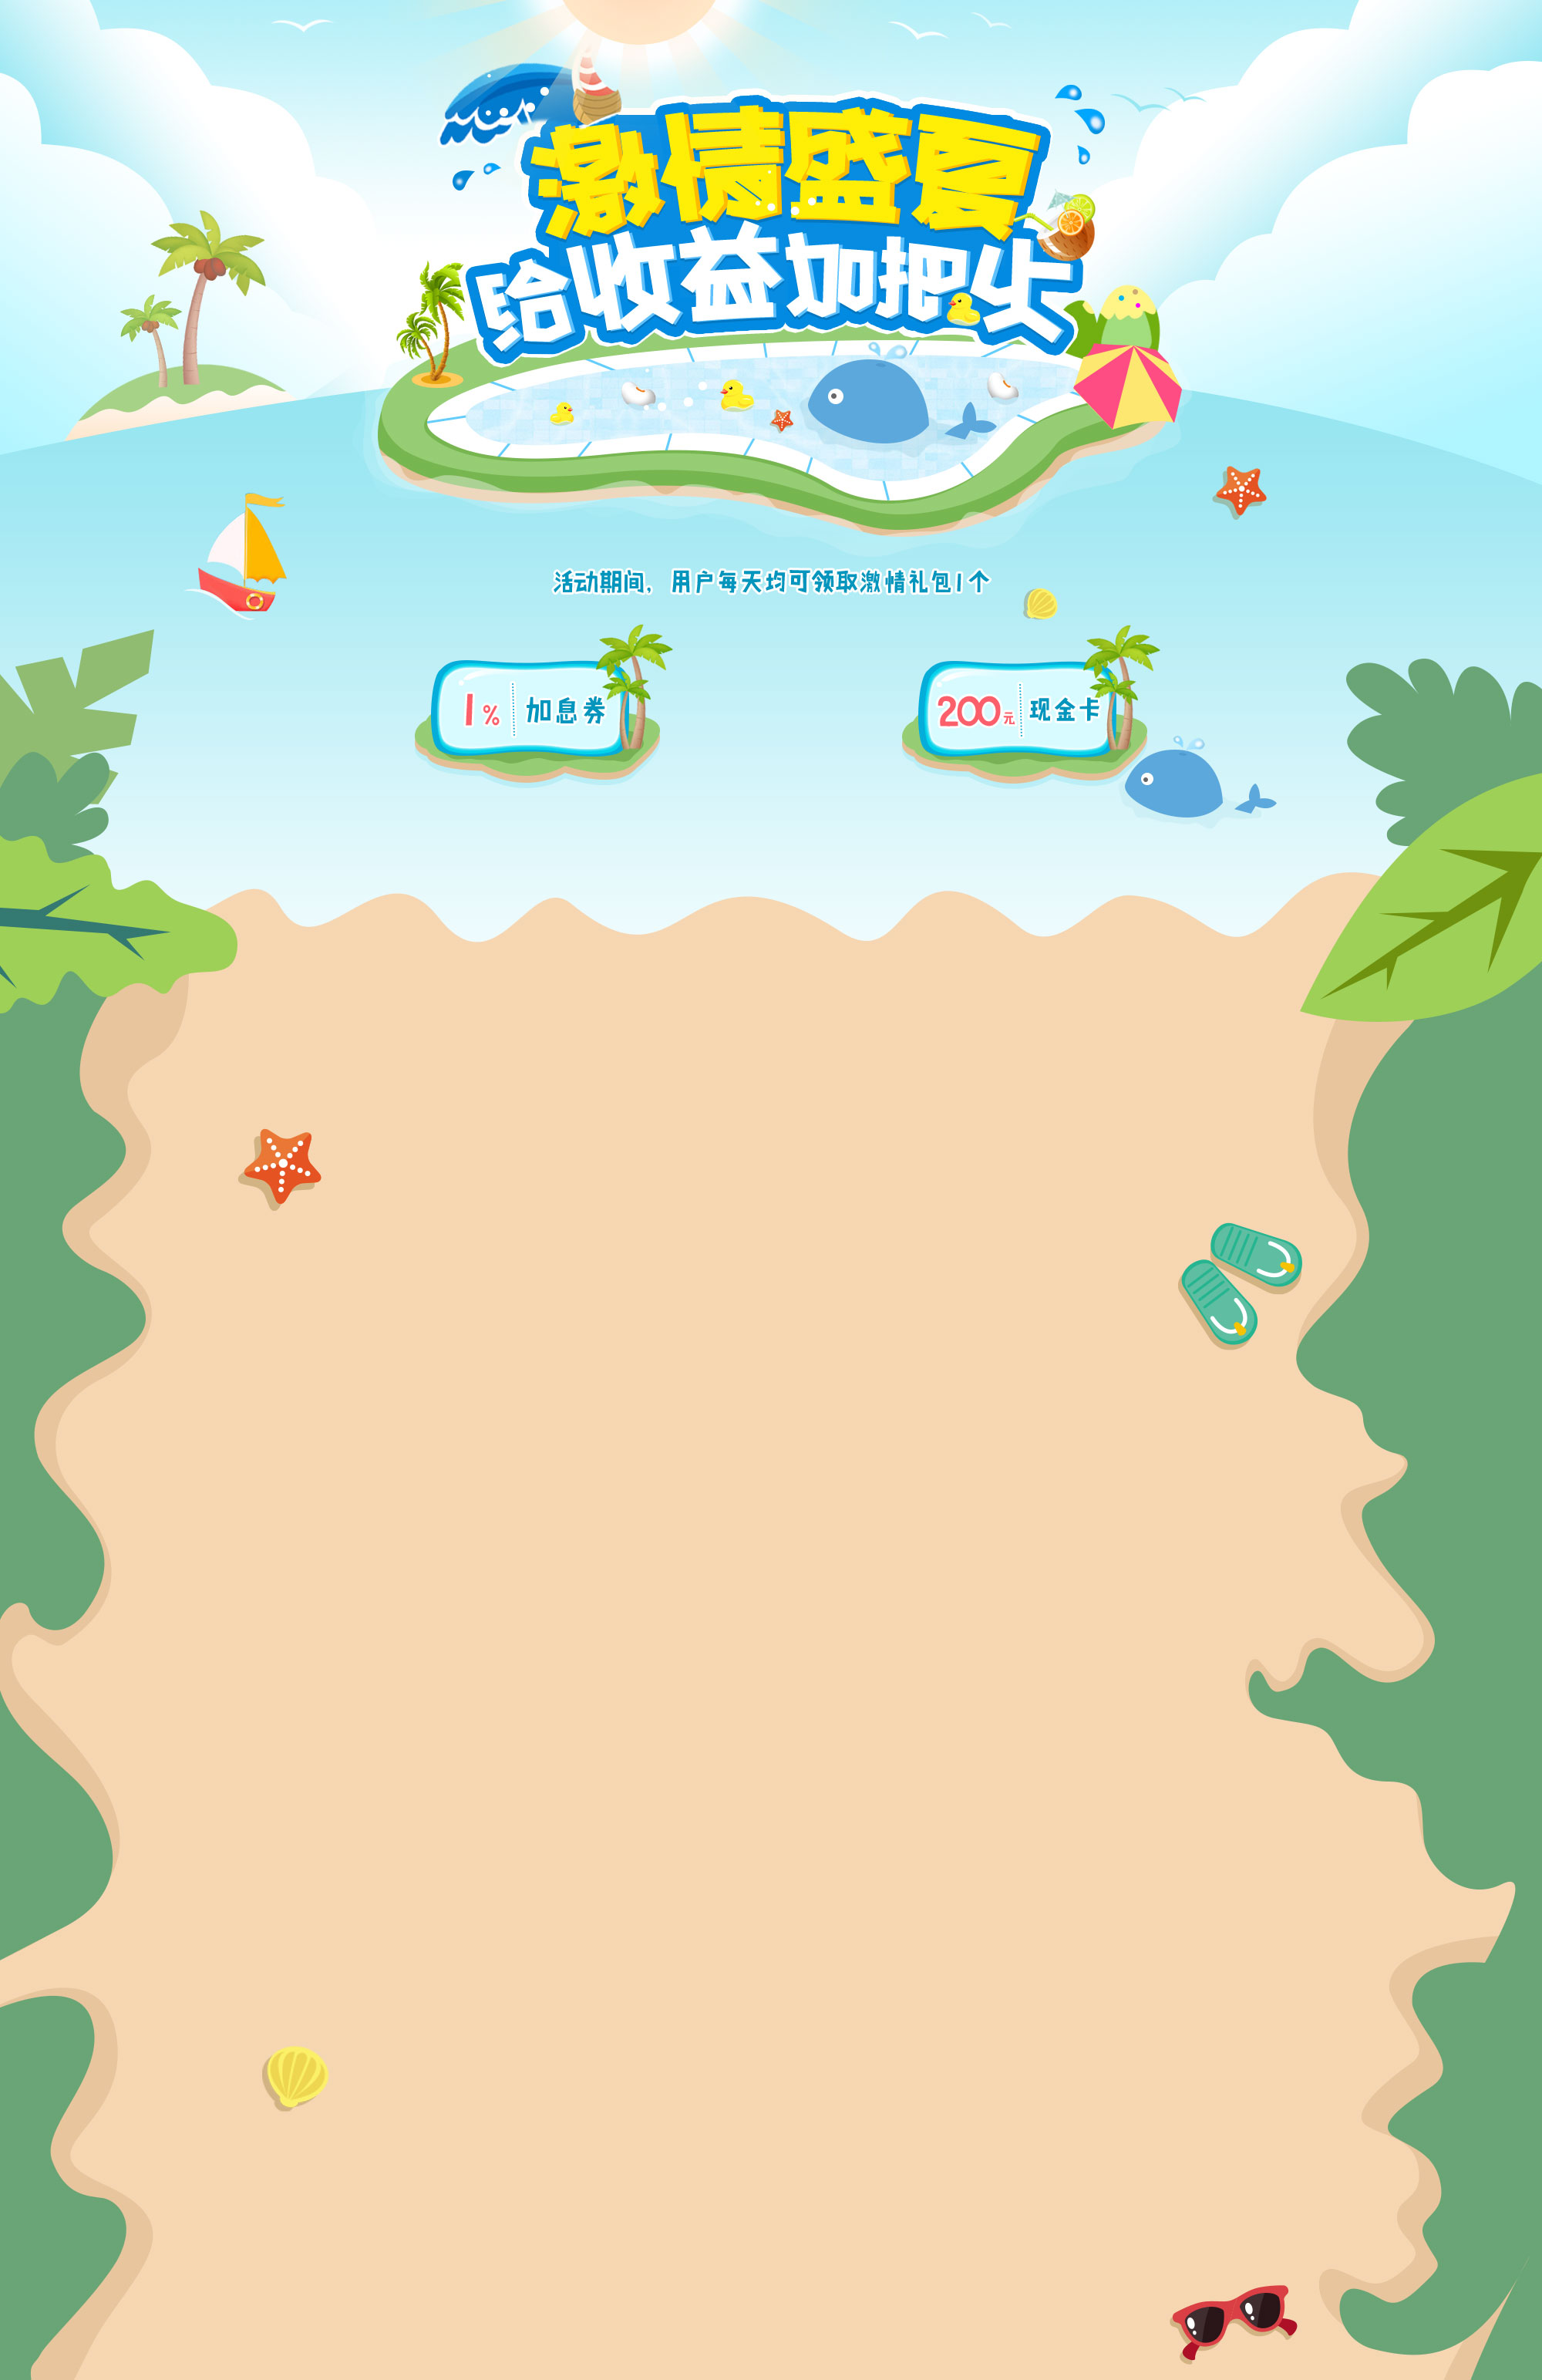 激情盛夏
给收益加把火
活动期间，用户每天均可领取激情礼包1个
1% 加息券
200元 现金卡